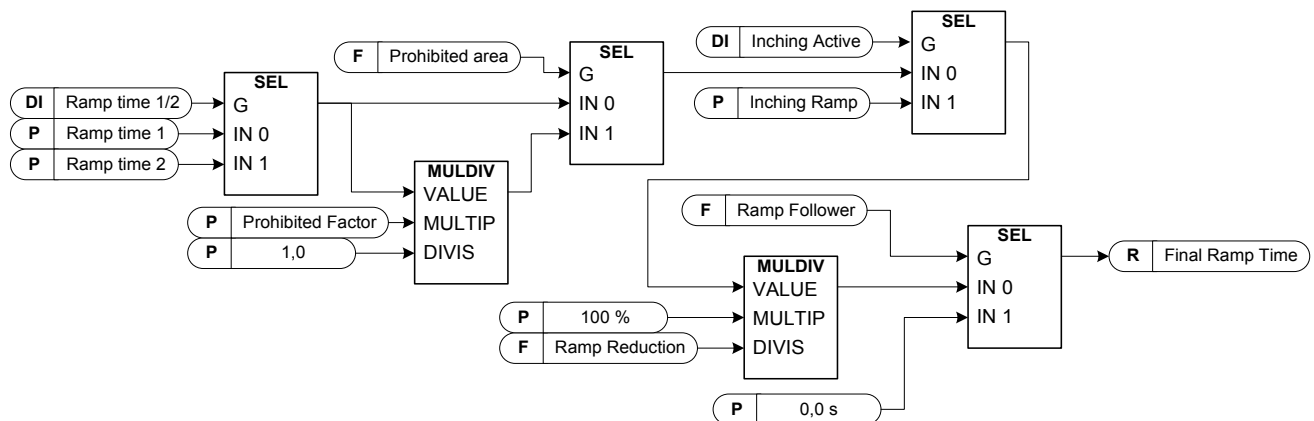 SEL
DI Inching Active
G
F Prohibited area
SEL
G
IN 0
SEL
DI Ramp time 1/2
G
IN 0
P Inching Ramp
IN 1
P Ramp time 1
IN 0
IN 1
P Ramp time 2
IN 1
MULDIV
VALUE
P Prohibited Factor
MULTIP
F Ramp Follower
P 1,0
DIVIS
SEL
G
R Final Ramp Time
MULDIV
VALUE
IN 0
P 100 %
MULTIP
IN 1
F Ramp Reduction
DIVIS
P 0,0 s